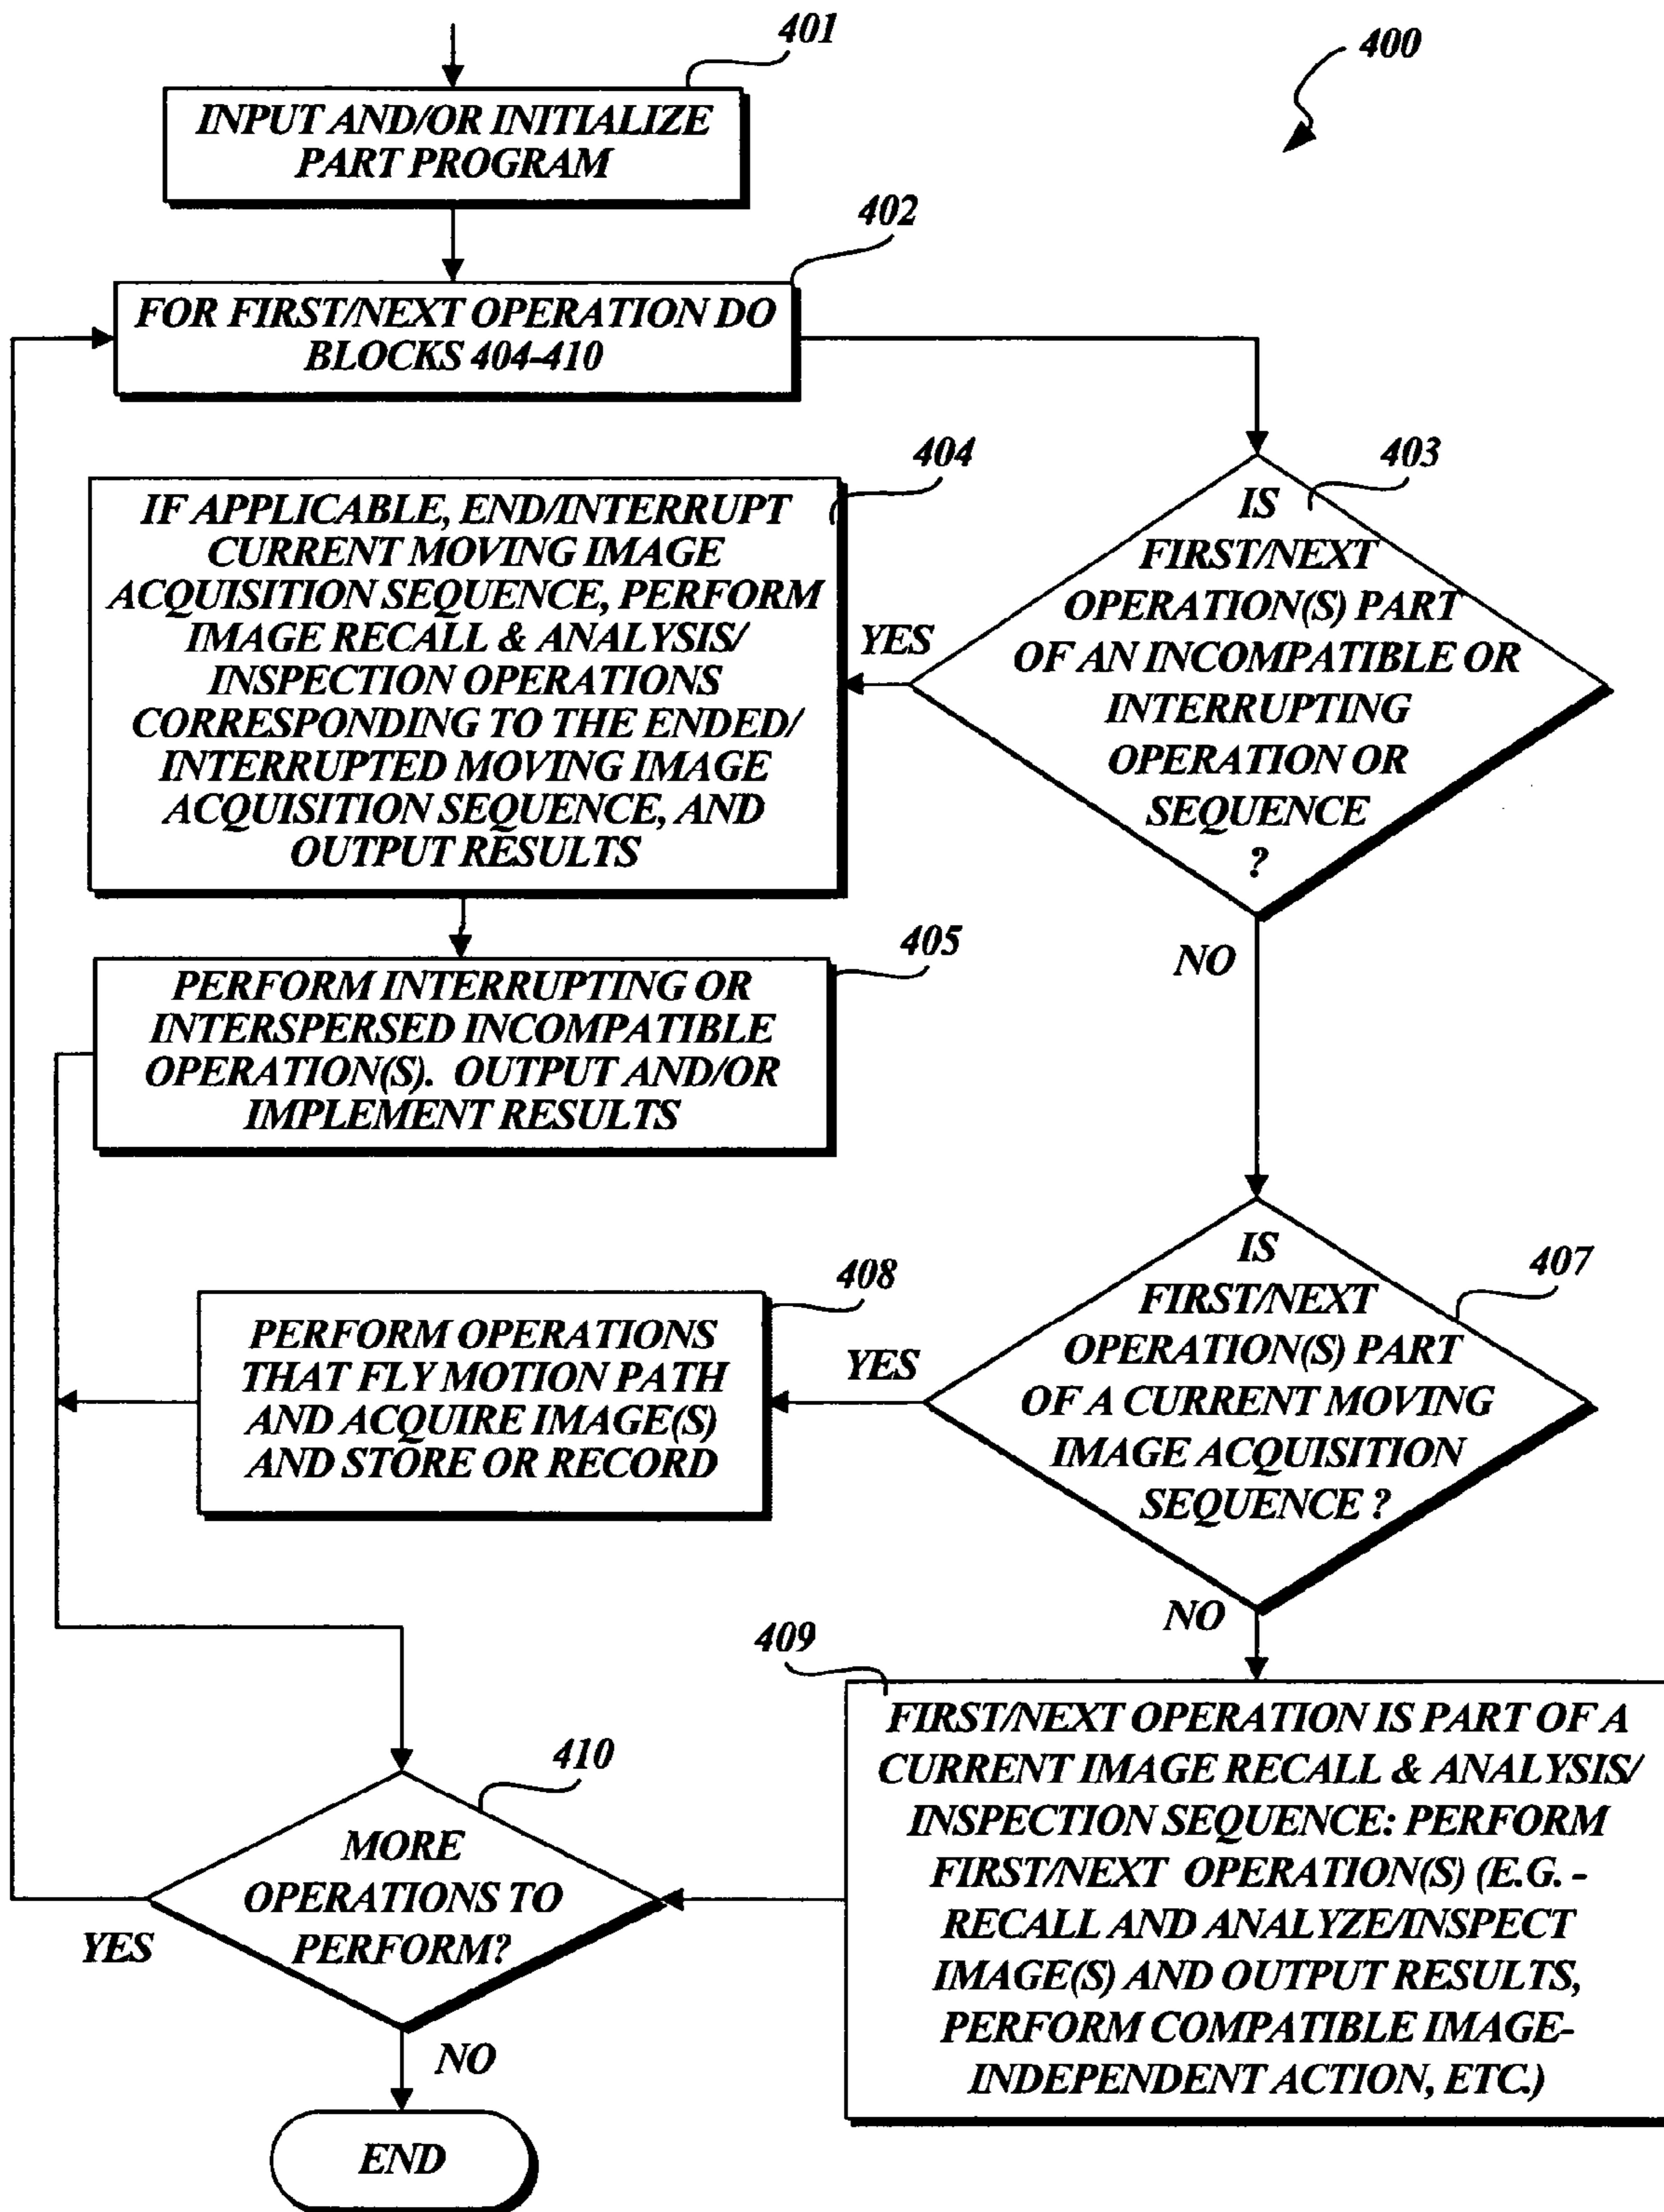 401
400
INPUT AND/OR INITIALIZE
PART PROGRAM
402
FOR FIRST/NEXT OPERATION DO
BLOCKS 404-410
403
IS
FIRST/NEXT
OPERATION(S) PART
OF AN INCOMPATIBLE OR
INTERRUPTING
OPERATION OR
SEQUENCE
?
YES
NO
404
IF APPLICABLE, END/INTERRUPT
CURRENT MOVING IMAGE
ACQUISITION SEQUENCE, PERFORM
IMAGE RECALL & ANALYSIS/
INSPECTION OPERATIONS
CORRESPONDING TO THE ENDED/
INTERRUPTED MOVING IMAGE
ACQUISITION SEQUENCE, AND
OUTPUT RESULTS
405
PERFORM INTERRUPTING OR
INTERSPERSED INCOMPATIBLE
OPERATION(S). OUTPUT AND/OR
IMPLEMENT RESULTS
407
IS
FIRST/NEXT
OPERATION(S) PART
OF A CURRENT MOVING
IMAGE ACQUISITION
SEQUENCE ?
YES
NO
408
PERFORM OPERATIONS
THAT FLY MOTION PATH
AND ACQUIRE IMAGE(S)
AND STORE OR RECORD
409
FIRST/NEXT OPERATION IS PART OF A
CURRENT IMAGE RECALL & ANALYSIS/
INSPECTION SEQUENCE: PERFORM
FIRST/NEXT OPERATION(S) (E.G. -
RECALL AND ANALYZE/INSPECT
IMAGE(S) AND OUTPUT RESULTS,
PERFORM COMPATIBLE IMAGE-
INDEPENDENT ACTION, ETC.)
410
MORE
OPERATIONS TO
PERFORM?
YES
NO
END